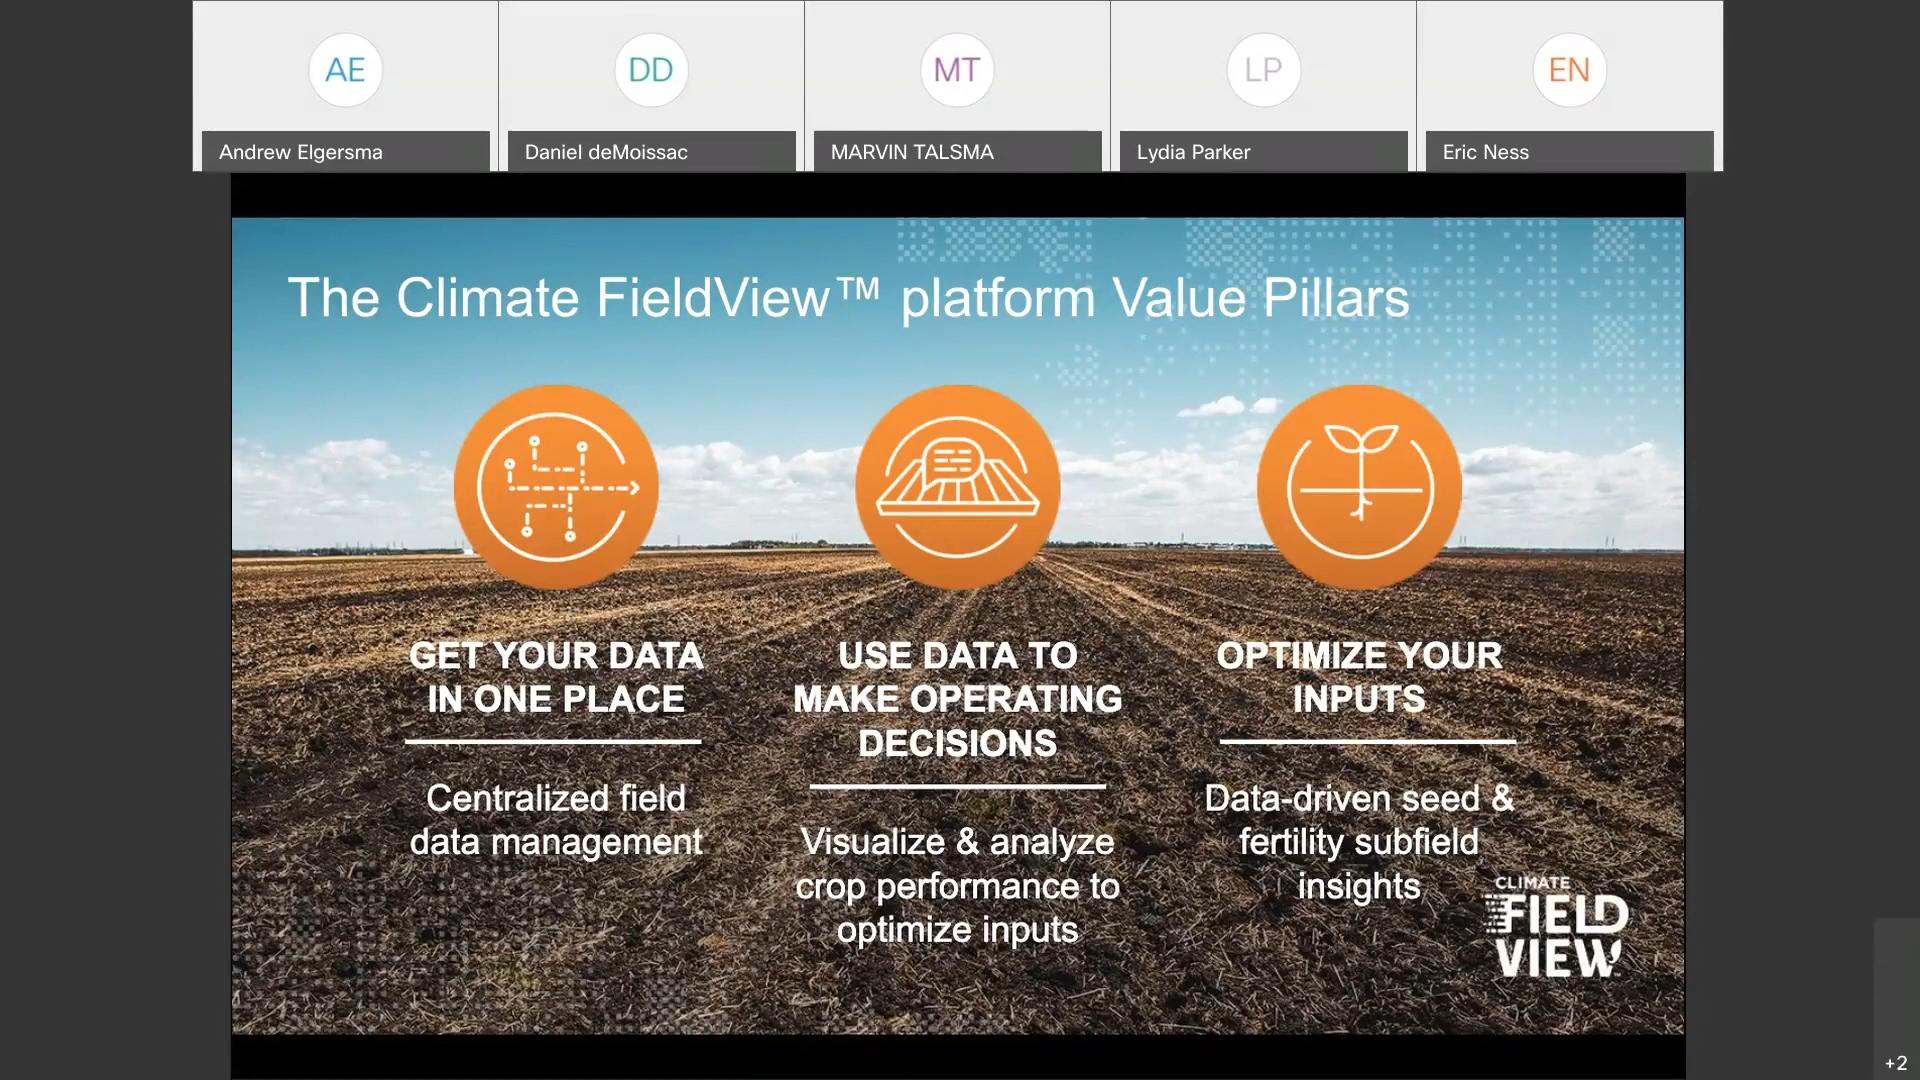 AE
DD
MT
LP
EN
Andrew Elgersma
Daniel deMoissac
MARVIN TALSMA
Lydia Parker
Eric Ness
The Climate FieldView™ platform Value Pillars
GET YOUR DATA
IN ONE PLACE
Centralized field
data management
USE DATA TO
MAKE OPERATING
DECISIONS
Visualize & analyze
crop performance to
optimize inputs
OPTIMIZE YOUR
INPUTS
Data-driven seed &
fertility subfield
insights
CLIMATE
FIELD
VIEW
+2